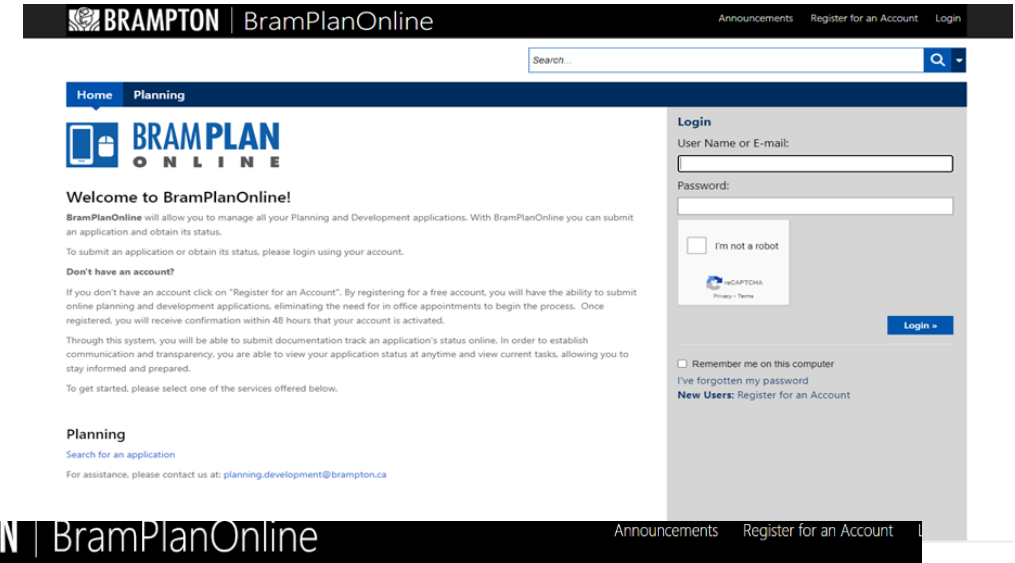 BRAMPTON | BramPlanOnline
Announcements Register for an Account Login
Search...
Home Planning
BRAMPLAN
ONLINE
Welcome to BramPlanOnline!
BramPlanOnline will allow you to manage all your Planning and Development applications. With BramPlanOnline you can submit
an application and obtain its status.
To submit an application or obtain its status, please login using your account.
Don't have an account?
If you don't have an account click on "Register for an Account". By registering for a free account, you will have the ability to submit
online planning and development applications, eliminating the need for in office appointments to begin the process. Once
registered, you will receive confirmation within 48 hours that your account is activated.
Through this system, you will be able to submit documentation track an application's status online. In order to establish
communication and transparency, you are able to view your application status at anytime and view current tasks, allowing you to
stay informed and prepared.
To get started, please select one of the services offered below.
Planning
Search for an application
For assistance, please contact us at: planning.development@brampton.ca
Login
User Name or E-mail:
Password:
I'm not a robot
reCAPTCHA
Privacy - Terms
Login »
Remember me on this computer
I've forgotten my password
New Users: Register for an Account
N | BramPlanOnline
Announcements Register for an Account